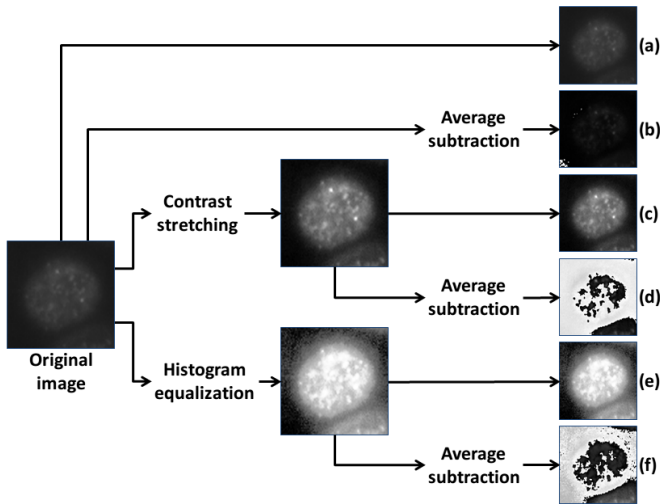 (a)
Average
subtraction
(b)
Contrast
stretching
(c)
Average
subtraction
(d)
Original
image
Histogram
equalization
(e)
Average
subtraction
(f)